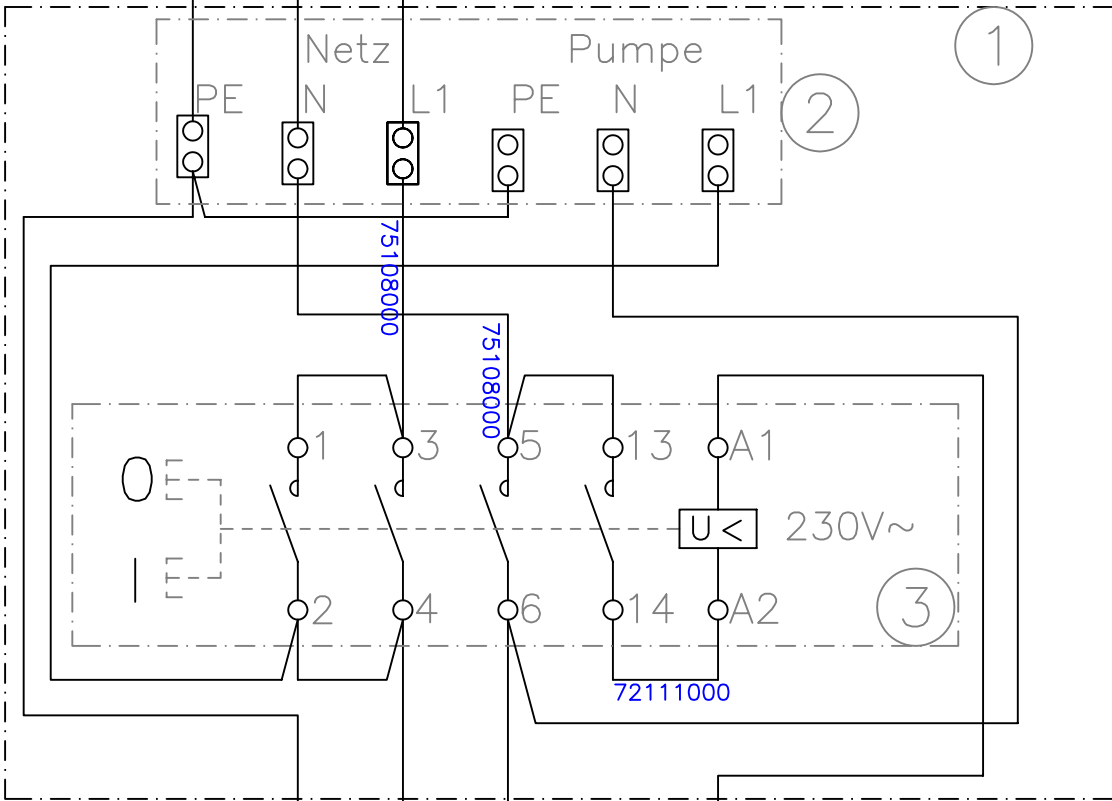 1
Netz Pumpe
2
PE N L1 PE N L1
75108000
75108000
1 3 5 13 A1
O
U< 230V~
I
3
2 4 6 14 A2
72111000